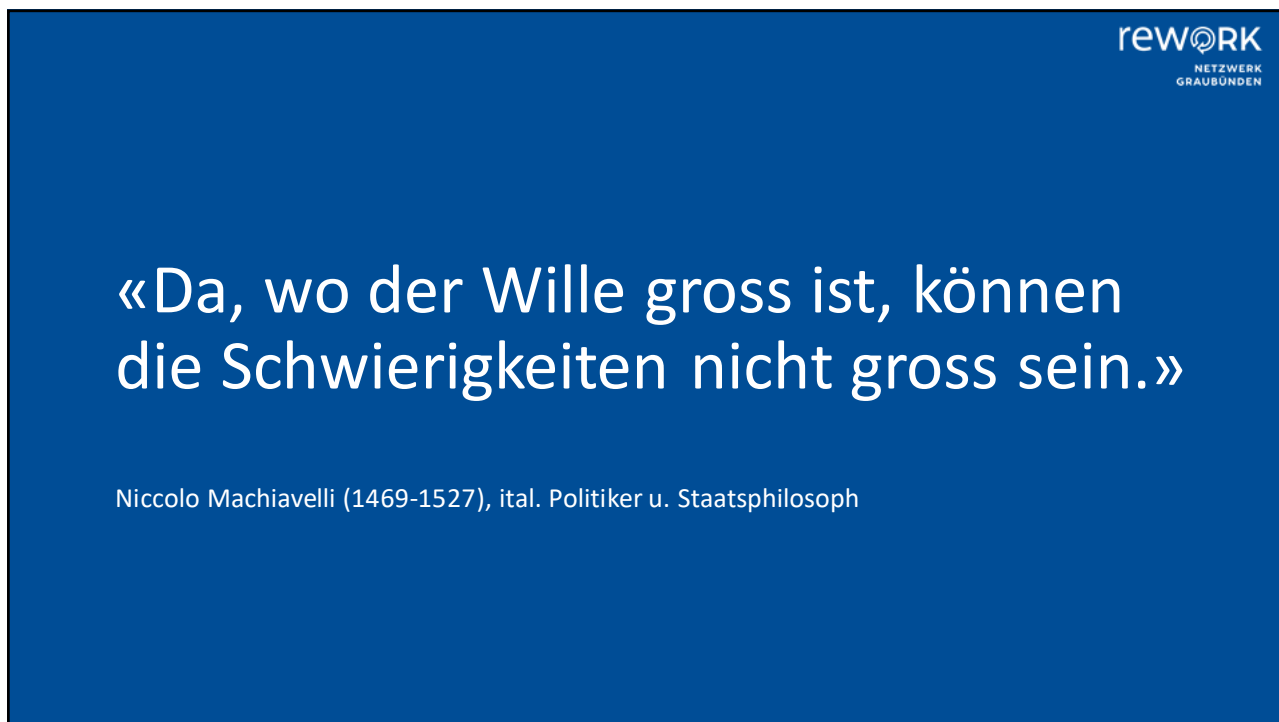 rewORK
NETZWERK
GRAUBÜNDEN
«Da, wo der Wille gross ist, können
die Schwierigkeiten nicht gross sein.»
Niccolo Machiavelli (1469-1527), ital. Politiker u. Staatsphilosoph